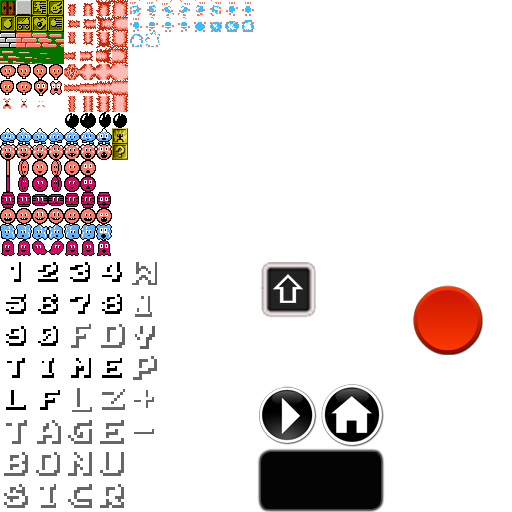 1 2 3 4 W
5 6 7 8 1
9 0 F D V
T I M E P
L F L Z +
T A G E -
B O N U
S I C R